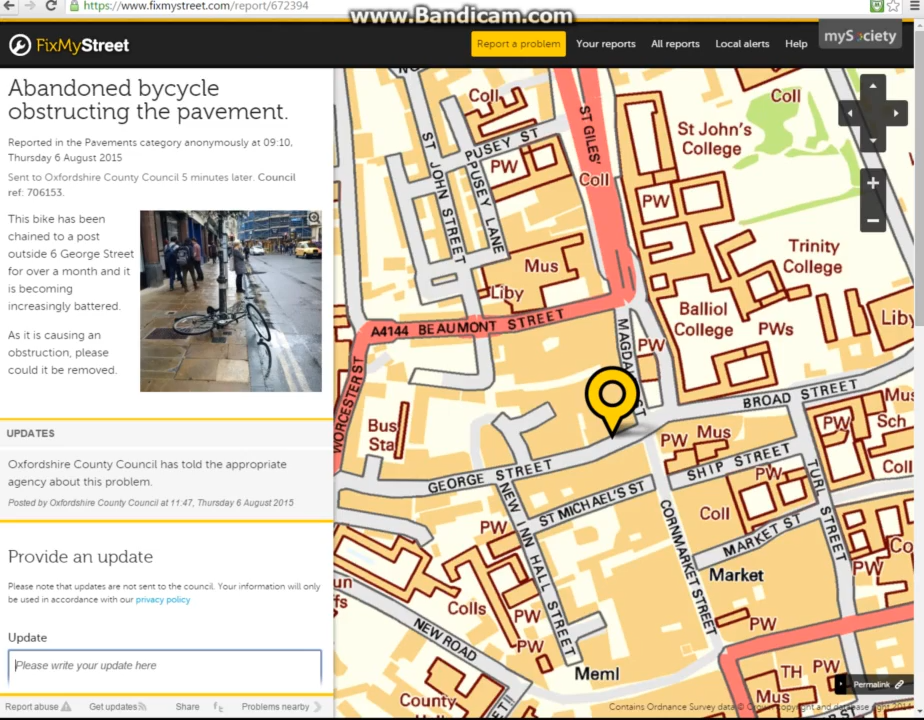 https://www.fixmystreet.com/report/672394
www.Bandicam.com
FixMyStreet
Report a problem
Your reports
All reports
Local alerts
Help
mySociety
Abandoned bycycle
obstructing the pavement.
Reported in the Pavements category anonymously at 09:10,
Thursday 6 August 2015
Sent to Oxfordshire County Council 5 minutes later. Council
ref: 706153.
This bike has been
chained to a post
outside 6 George Street
for over a month and it
is becoming
increasingly battered.
As it is causing an
obstruction, please
could it be removed.
UPDATES
Oxfordshire County Council has told the appropriate
agency about this problem.
Posted by Oxfordshire County Council at 11:47, Thursday 6 August 2015
Provide an update
Please note that updates are not sent to the council. Your information will only
be used in accordance with our privacy policy
Update
Please write your update here
Report abuse
Get updates
Share
Problems nearby
Coll
ST GILES'
Coll
PUSEY ST
St John's
College
ST JOHN STREET
PUSEY LANE
PW
Coll
PW
Mus
Liby
Trinity
College
A4144 BEAUMONT STREET
Balliol
College
PWs
Liby
PW
WORCESTER ST
BROAD STREET
Mus
Bus
Sta
PW
Sch
PW
Mus
GEORGE STREET
SHIP STREET
PW
Coll
NEW INN HALL STREET
ST MICHAEL'S ST
TURL STREET
Coll
PW
CORNMARKET STREET
MARKET ST
Co
Market
PW
Colls
PW
PW
NEW ROAD
PW
Meml
TH
PW
Mus
County
Permalink
Contains Ordnance Survey data © Crown copyright and database right